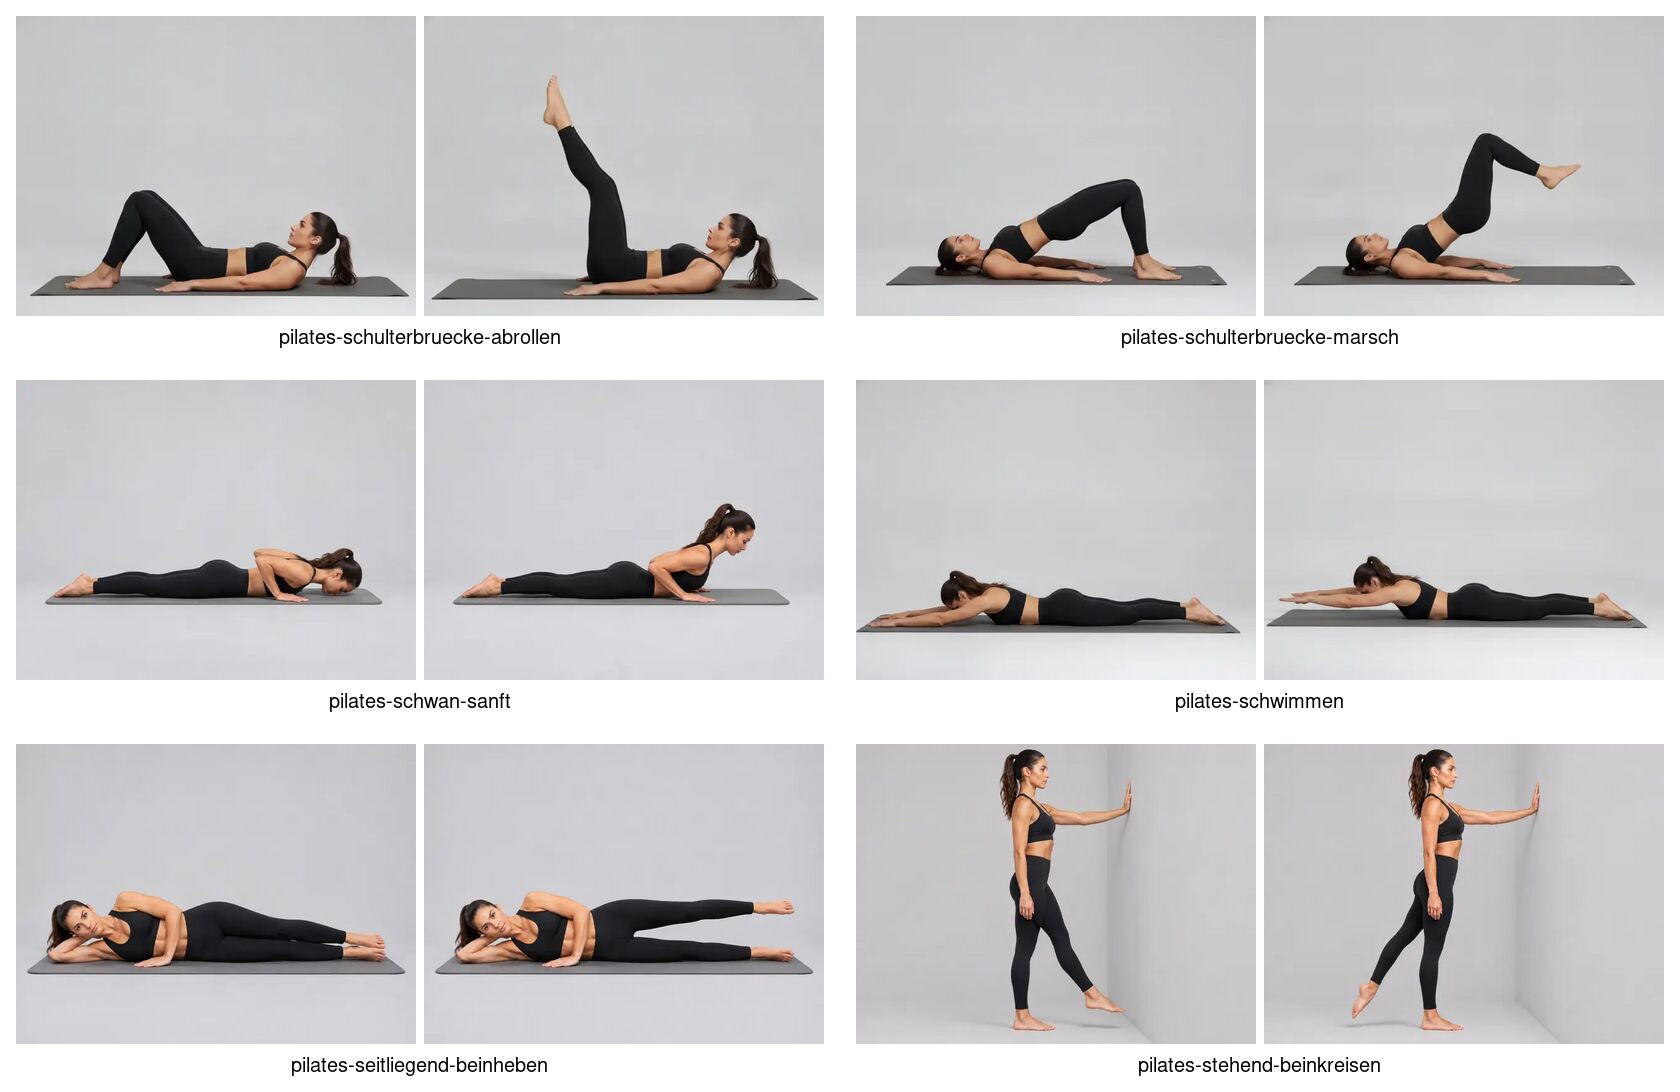 pilates-schulterbruecke-abrollen
pilates-schulterbruecke-marsch
pilates-schwan-sanft
pilates-schwimmen
pilates-seitliegend-beinheben
pilates-stehend-beinkreisen